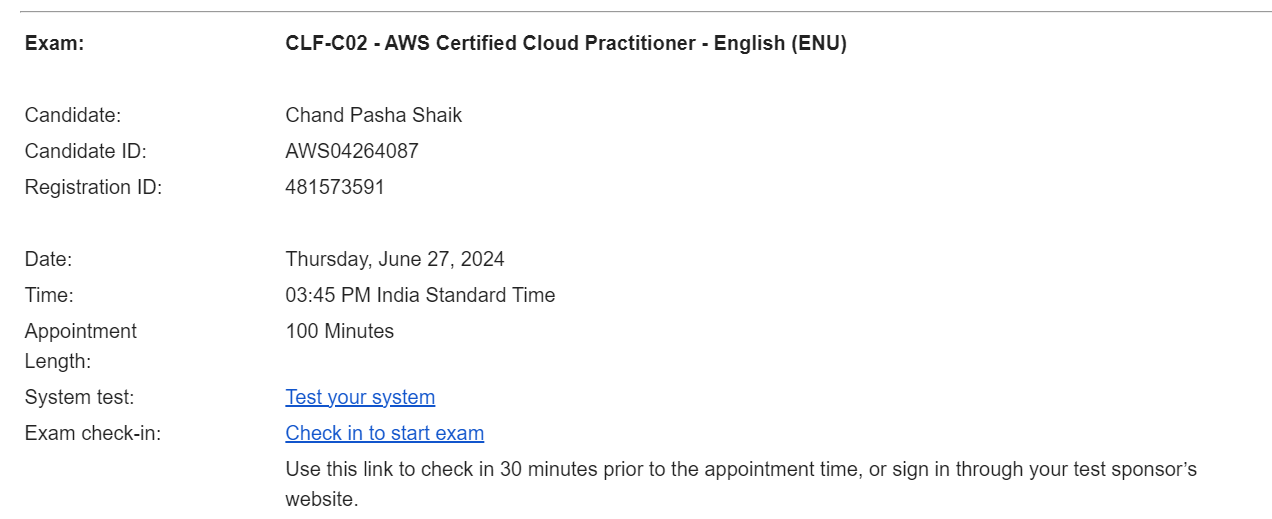 Exam: CLF-C02 - AWS Certified Cloud Practitioner - English (ENU)
Candidate: Chand Pasha Shaik
Candidate ID: AWS04264087
Registration ID: 481573591
Date: Thursday, June 27, 2024
Time: 03:45 PM India Standard Time
Appointment Length: 100 Minutes
System test: Test your system
Exam check-in: Check in to start exam
Use this link to check in 30 minutes prior to the appointment time, or sign in through your test sponsor’s
website.